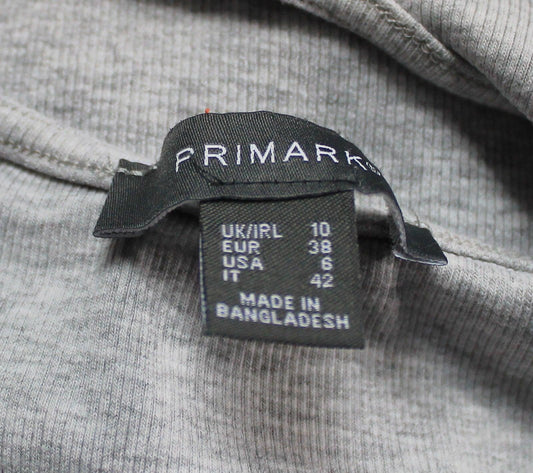 PRIMARK
UK/IRL 10
EUR 38
USA 6
IT 42
MADE IN
BANGLADESH